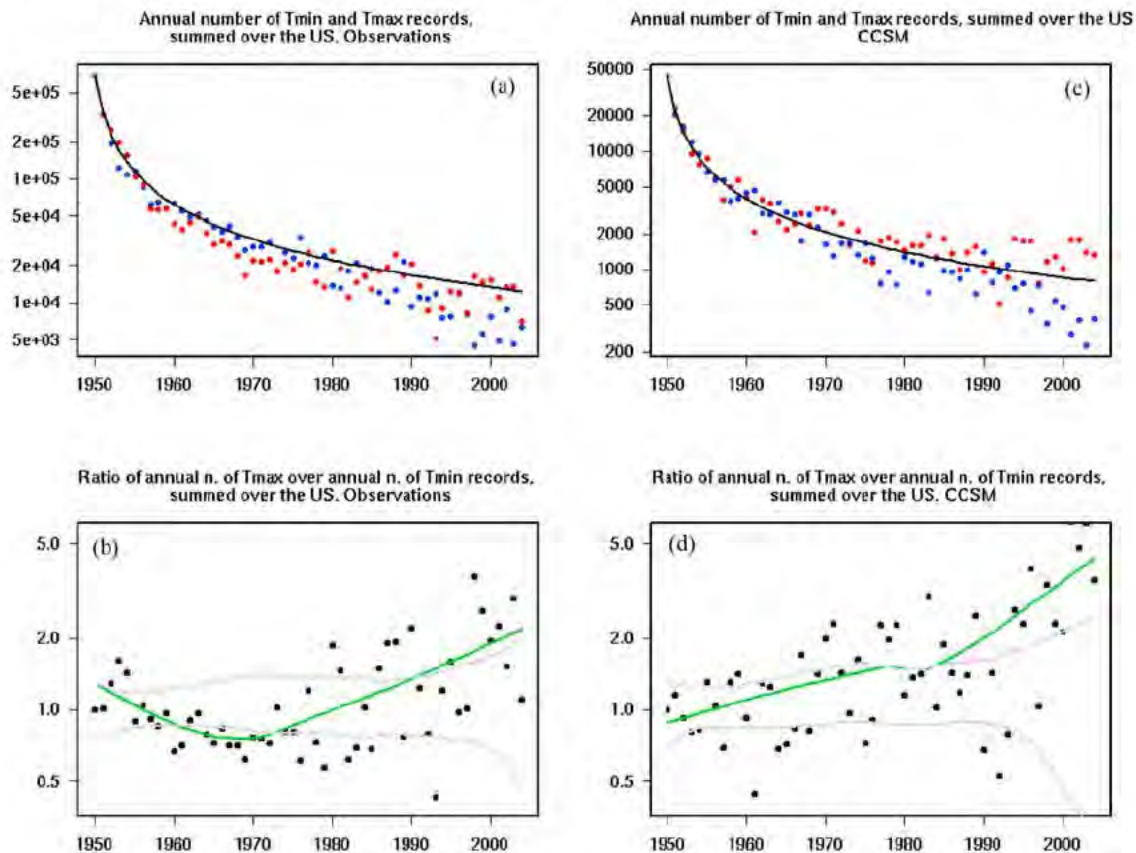 Annual number of Tmin and Tmax records,
summed over the US. Observations
(a)
5e+05
2e+05
1e+05
5e+04
2e+04
1e+04
5e+03
1950 1960 1970 1980 1990 2000
Annual number of Tmin and Tmax records, summed over the US
CCSM
(c)
50000
10000
5000
2000
1000
500
200
1950 1960 1970 1980 1990 2000
Ratio of annual n. of Tmax over annual n. of Tmin records,
summed over the US. Observations
(b)
5.0
2.0
1.0
0.5
1950 1960 1970 1980 1990 2000
Ratio of annual n. of Tmax over annual n. of Tmin records,
summed over the US. CCSM
(d)
5.0
2.0
1.0
0.5
1950 1960 1970 1980 1990 2000